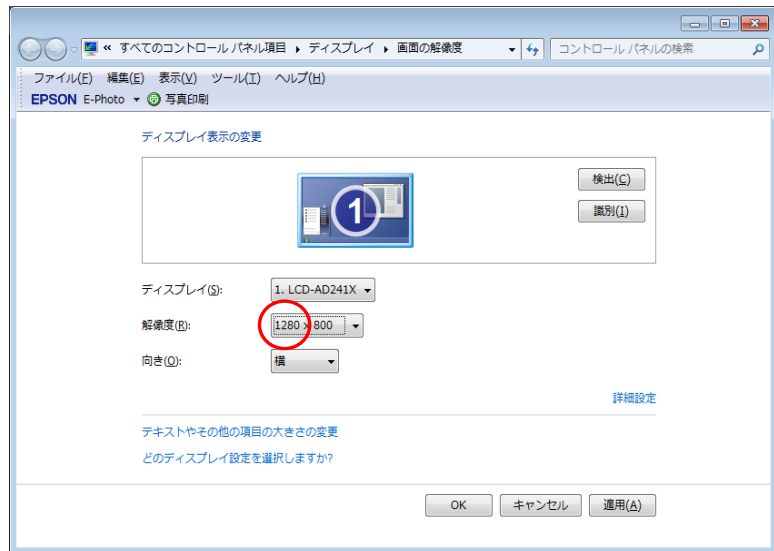 « すべてのコントロール パネル項目 ▸ ディスプレイ ▸ 画面の解像度 コントロール パネルの検索
ファイル(F) 編集(E) 表示(V) ツール(T) ヘルプ(H)
EPSON E-Photo 写真印刷
ディスプレイ表示の変更
1
検出(C)
識別(I)
ディスプレイ(S): 1. LCD-AD241X
解像度(R): 1280 x 800
向き(O): 横
詳細設定
テキストやその他の項目の大きさの変更
どのディスプレイ設定を選択しますか?
OK キャンセル 適用(A)